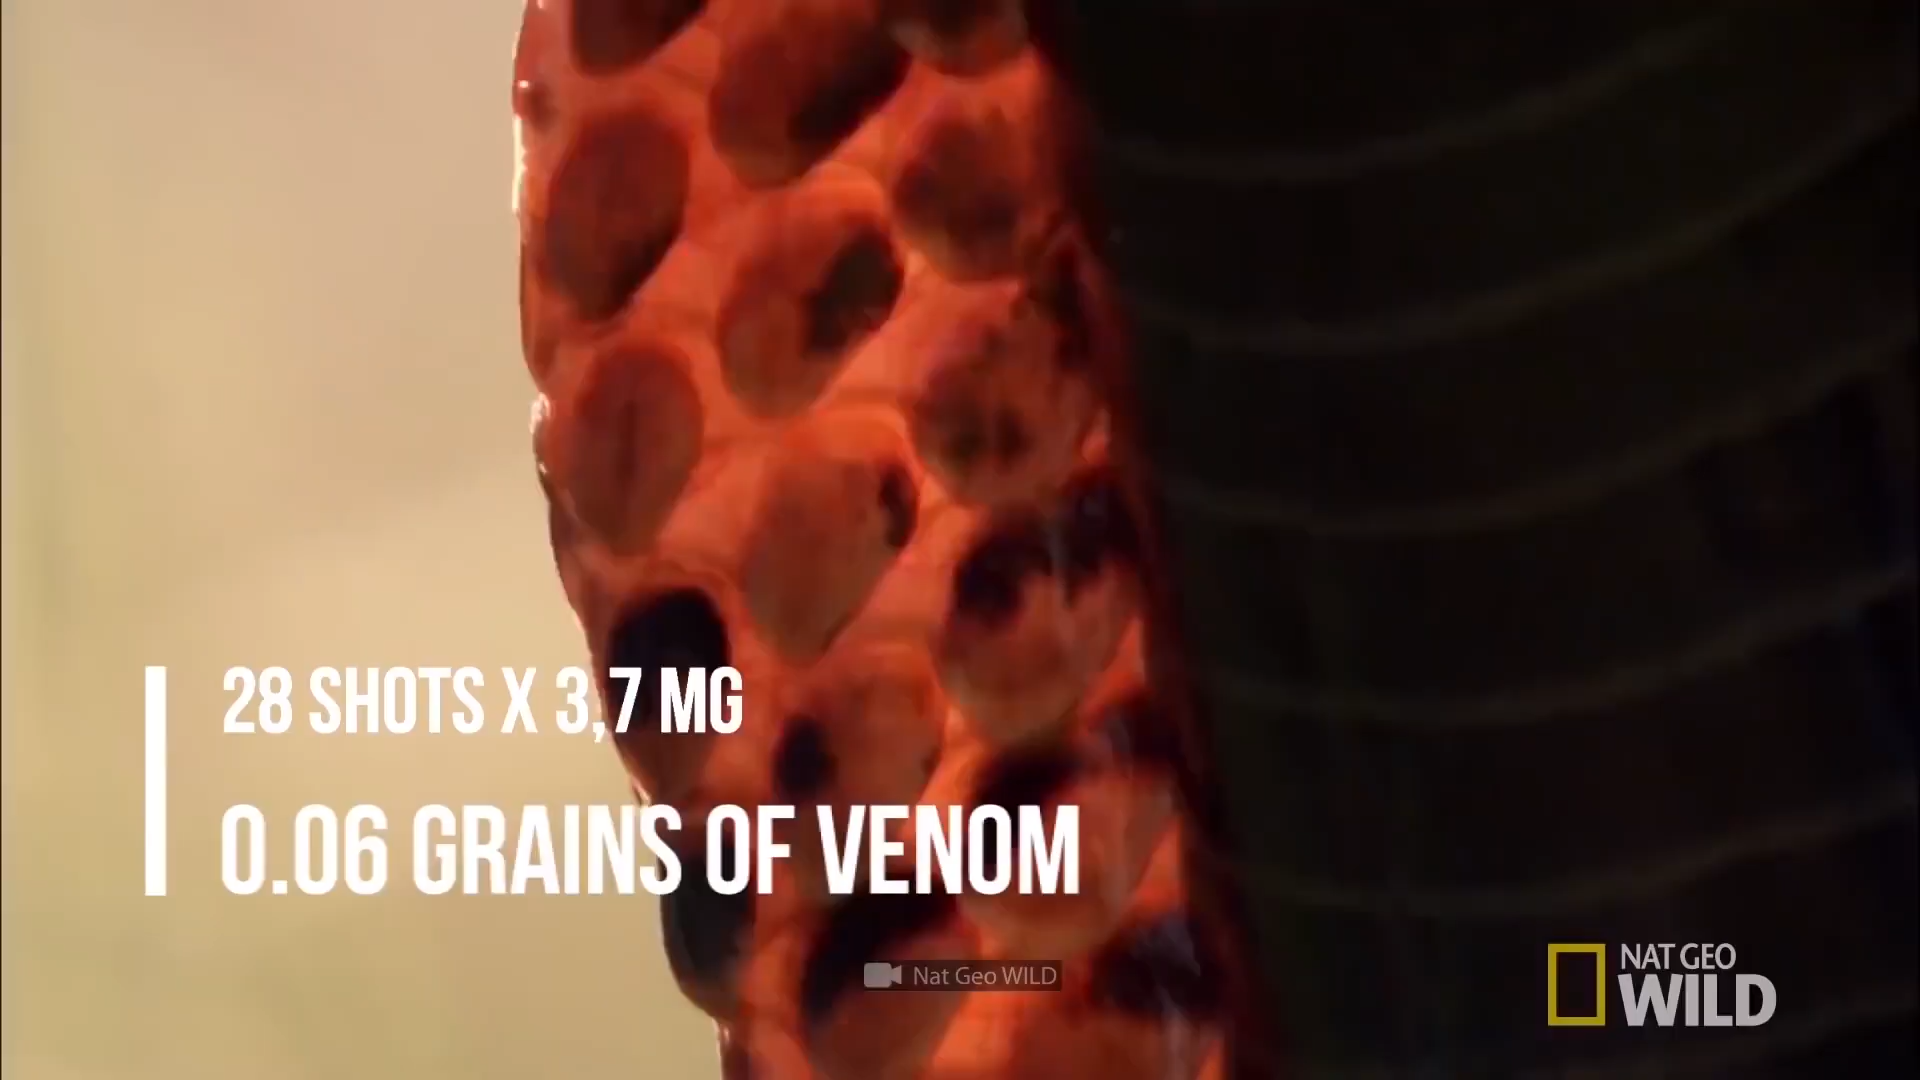 28 SHOTS X 3,7 MG
0.06 GRAINS OF VENOM
Nat Geo WILD
NAT GEO
WILD